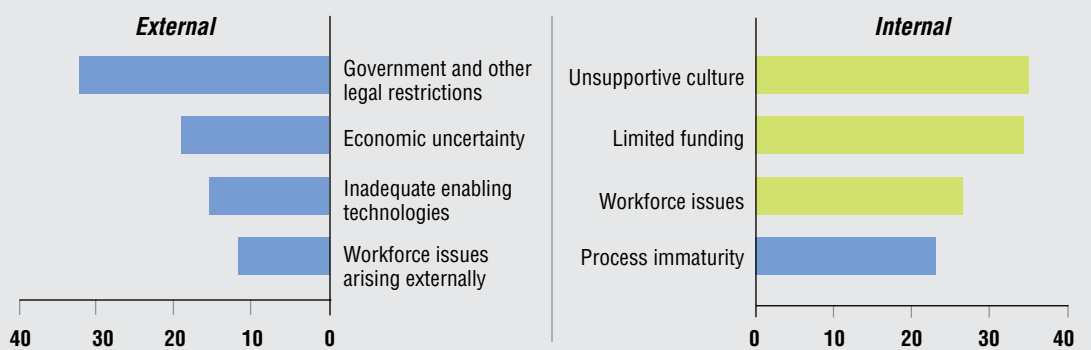 External
Government and other
legal restrictions
Economic uncertainty
Inadequate enabling
technologies
Workforce issues
arising externally
40 30 20 10 0
Internal
Unsupportive culture
Limited funding
Workforce issues
Process immaturity
0 10 20 30 40